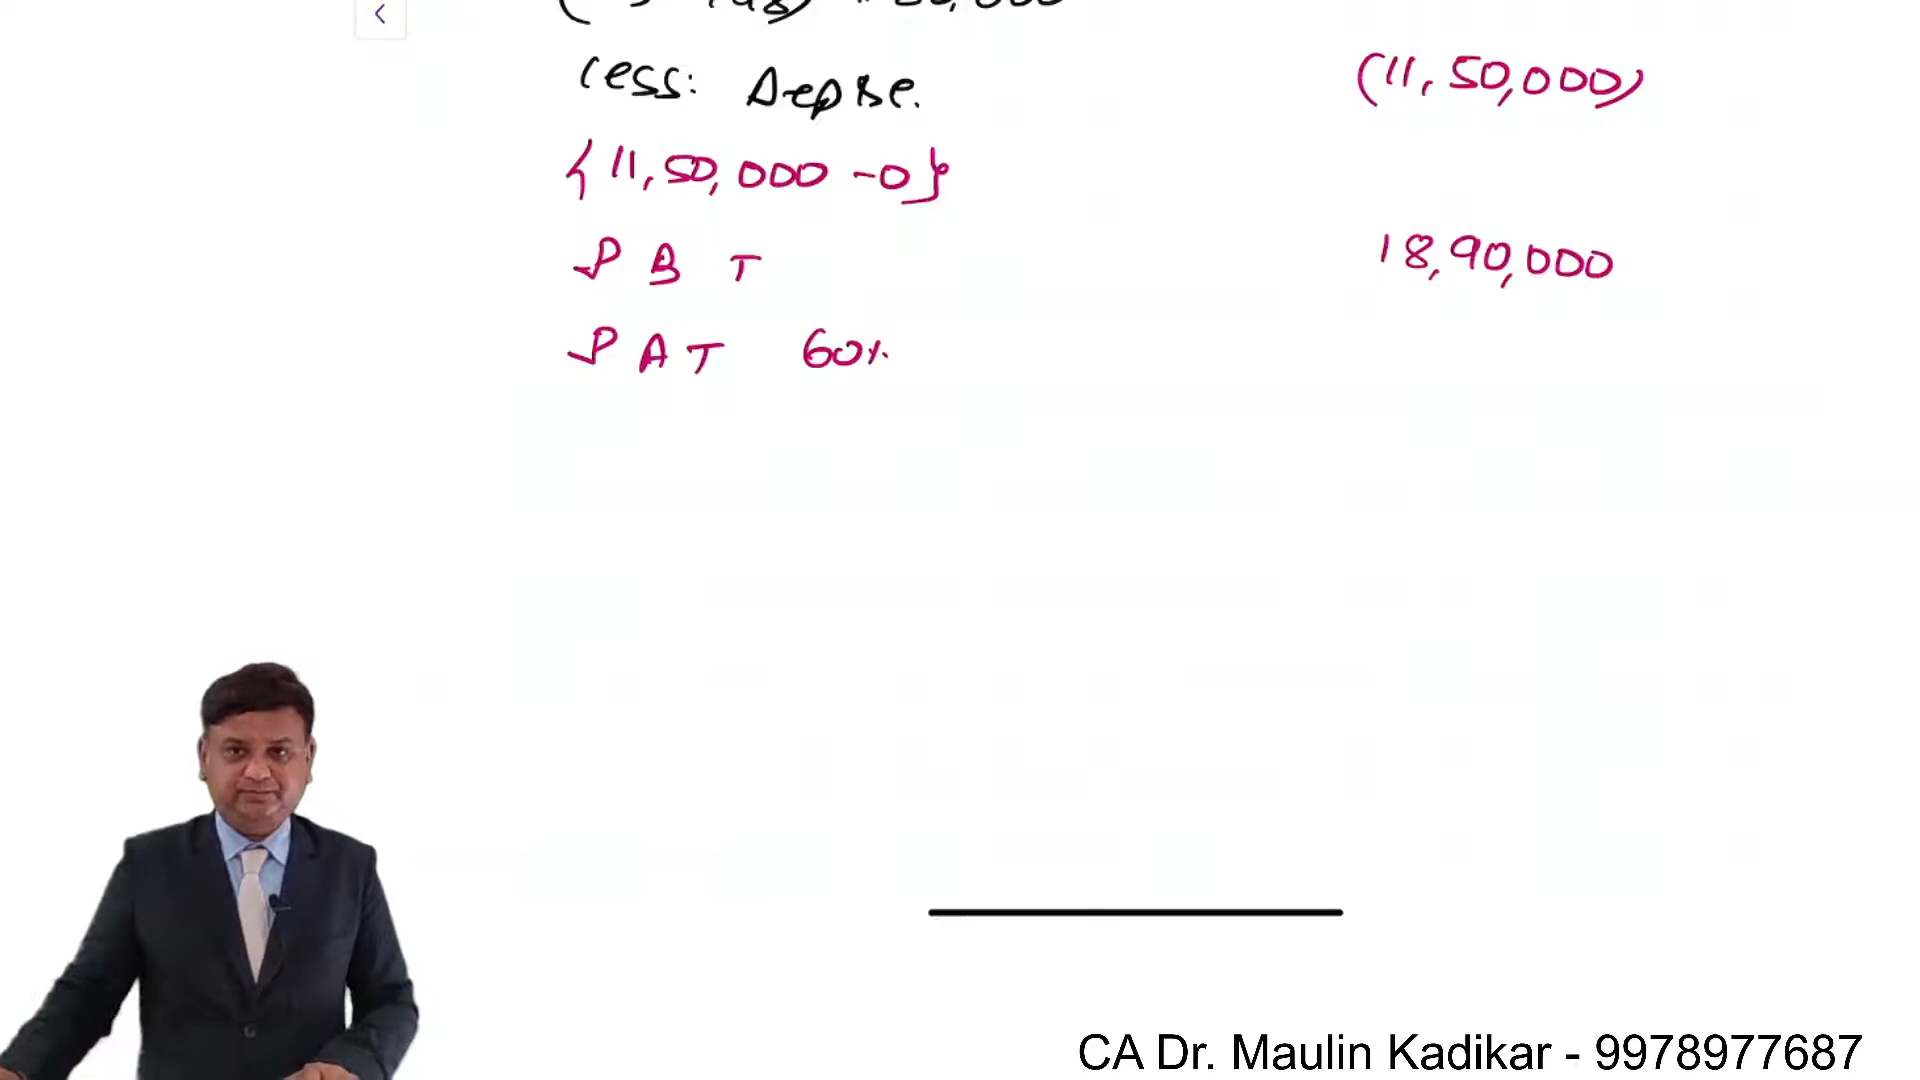 Less: Depre. (11,50,000)
{11,50,000 - 0}
PBT 18,90,000
PAT 60%
CA Dr. Maulin Kadikar - 9978977687